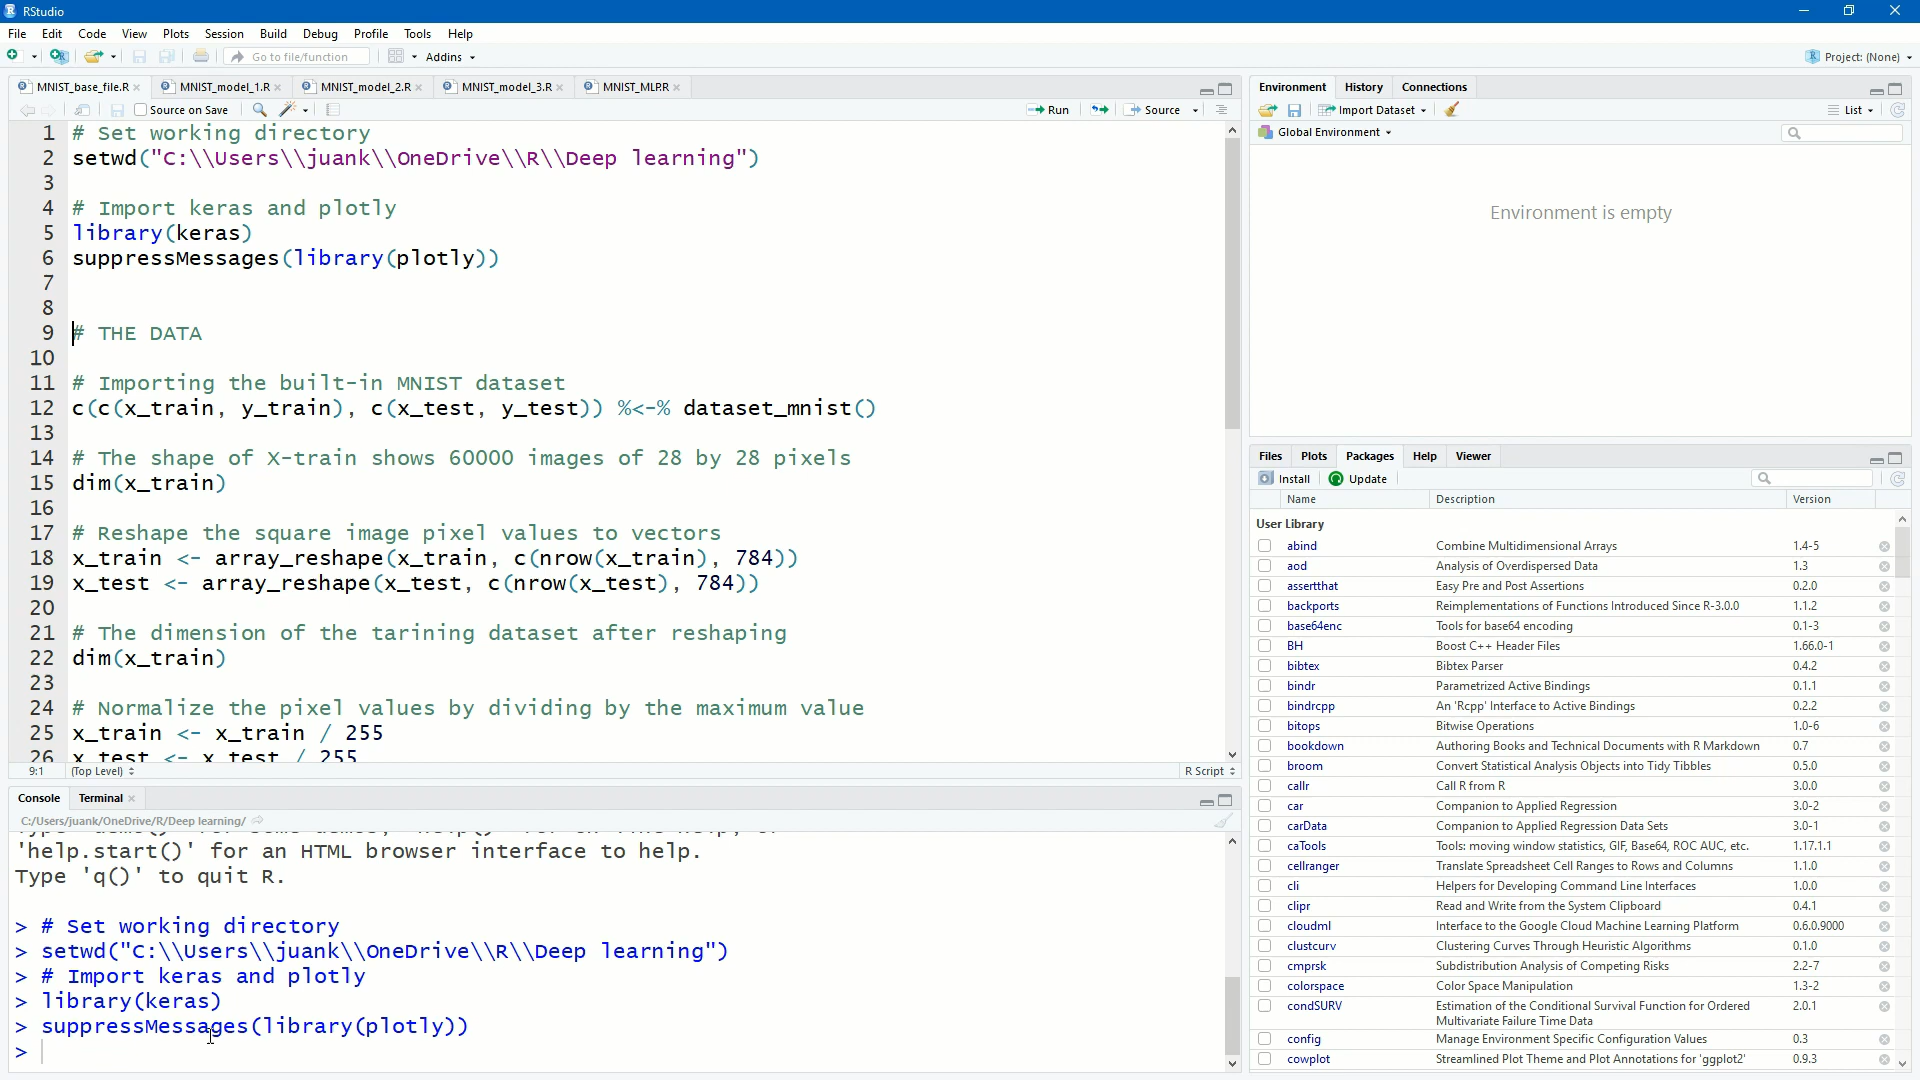 RStudio
File Edit Code View Plots Session Build Debug Profile Tools Help
Go to file/function Addins Project: (None)
MNIST_base_file.R MNIST_model_1.R MNIST_model_2.R MNIST_model_3.R MNIST_MLP.R
Source on Save Run Source
1 # Set working directory
2 setwd("C:\\Users\\juank\\OneDrive\\R\\Deep learning")
3
4 # Import keras and plotly
5 library(keras)
6 suppressMessages(library(plotly))
7
8
9 # THE DATA
10
11 # Importing the built-in MNIST dataset
12 c(c(x_train, y_train), c(x_test, y_test)) %<-% dataset_mnist()
13
14 # The shape of X-train shows 60000 images of 28 by 28 pixels
15 dim(x_train)
16
17 # Reshape the square image pixel values to vectors
18 x_train <- array_reshape(x_train, c(nrow(x_train), 784))
19 x_test <- array_reshape(x_test, c(nrow(x_test), 784))
20
21 # The dimension of the tarining dataset after reshaping
22 dim(x_train)
23
24 # Normalize the pixel values by dividing by the maximum value
25 x_train <- x_train / 255
26 x_test <- x_test / 255
9:1 (Top Level) R Script
Console Terminal
C:/Users/juank/OneDrive/R/Deep learning/
'help.start()' for an HTML browser interface to help.
Type 'q()' to quit R.
> # Set working directory
> setwd("C:\\Users\\juank\\OneDrive\\R\\Deep learning")
> # Import keras and plotly
> library(keras)
> suppressMessages(library(plotly))
>
Environment History Connections
Import Dataset List
Global Environment
Environment is empty
Files Plots Packages Help Viewer
Install Update
Name Description Version
User Library
abind Combine Multidimensional Arrays 1.4-5
aod Analysis of Overdispersed Data 1.3
assertthat Easy Pre and Post Assertions 0.2.0
backports Reimplementations of Functions Introduced Since R-3.0.0 1.1.2
base64enc Tools for base64 encoding 0.1-3
BH Boost C++ Header Files 1.66.0-1
bibtex Bibtex Parser 0.4.2
bindr Parametrized Active Bindings 0.1.1
bindrcpp An 'Rcpp' Interface to Active Bindings 0.2.2
bitops Bitwise Operations 1.0-6
bookdown Authoring Books and Technical Documents with R Markdown 0.7
broom Convert Statistical Analysis Objects into Tidy Tibbles 0.5.0
callr Call R from R 3.0.0
car Companion to Applied Regression 3.0-2
carData Companion to Applied Regression Data Sets 3.0-1
caTools Tools: moving window statistics, GIF, Base64, ROC AUC, etc. 1.17.1.1
cellranger Translate Spreadsheet Cell Ranges to Rows and Columns 1.1.0
cli Helpers for Developing Command Line Interfaces 1.0.0
clipr Read and Write from the System Clipboard 0.4.1
cloudml Interface to the Google Cloud Machine Learning Platform 0.6.0.9000
clustcurv Clustering Curves Through Heuristic Algorithms 0.1.0
cmprsk Subdistribution Analysis of Competing Risks 2.2-7
colorspace Color Space Manipulation 1.3-2
condSURV Estimation of the Conditional Survival Function for Ordered 2.0.1
Multivariate Failure Time Data
config Manage Environment Specific Configuration Values 0.3
cowplot Streamlined Plot Theme and Plot Annotations for 'ggplot2' 0.9.3